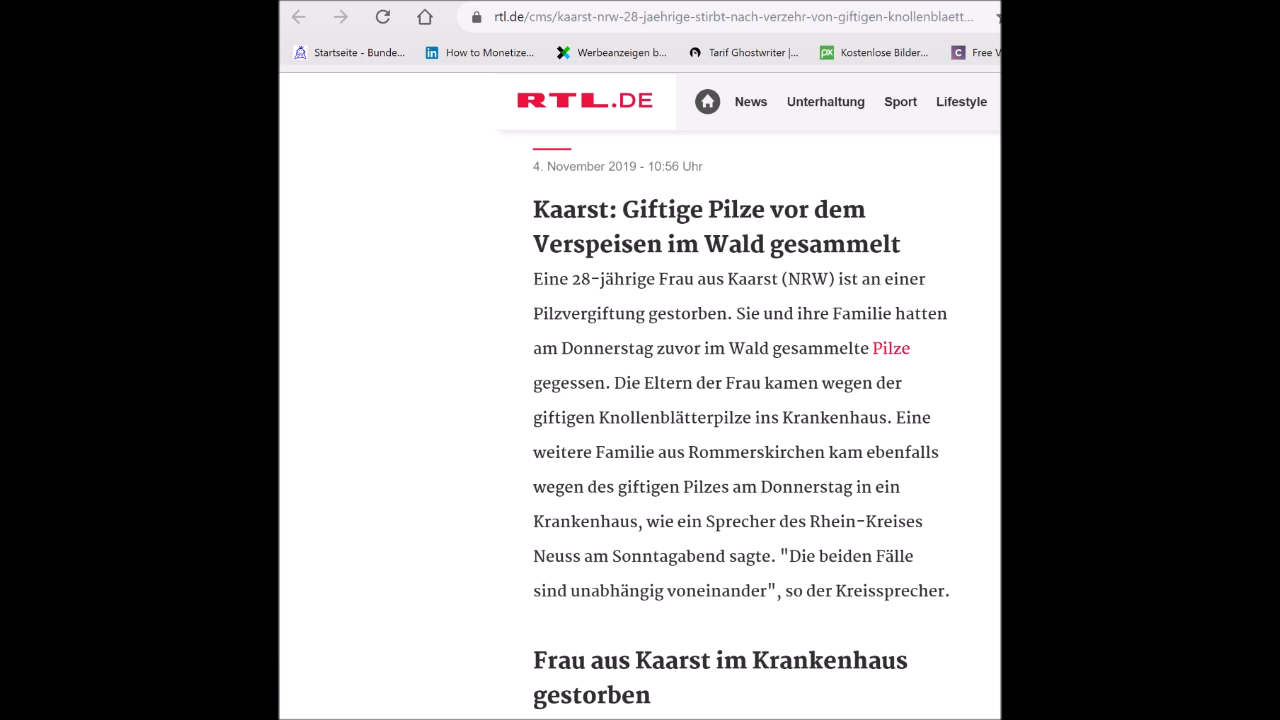 rtl.de/cms/kaarst-nrw-28-jaehrige-stirbt-nach-verzehr-von-giftigen-knollenblaett...
Startseite - Bunde... How to Monetize... Werbeanzeigen b... Tarif Ghostwriter |... Kostenlose Bilder... Free V
RTL.DE News Unterhaltung Sport Lifestyle
4. November 2019 - 10:56 Uhr
Kaarst: Giftige Pilze vor dem
Verspeisen im Wald gesammelt
Eine 28-jährige Frau aus Kaarst (NRW) ist an einer
Pilzvergiftung gestorben. Sie und ihre Familie hatten
am Donnerstag zuvor im Wald gesammelte Pilze
gegessen. Die Eltern der Frau kamen wegen der
giftigen Knollenblätterpilze ins Krankenhaus. Eine
weitere Familie aus Rommerskirchen kam ebenfalls
wegen des giftigen Pilzes am Donnerstag in ein
Krankenhaus, wie ein Sprecher des Rhein-Kreises
Neuss am Sonntagabend sagte. "Die beiden Fälle
sind unabhängig voneinander", so der Kreissprecher.
Frau aus Kaarst im Krankenhaus
gestorben